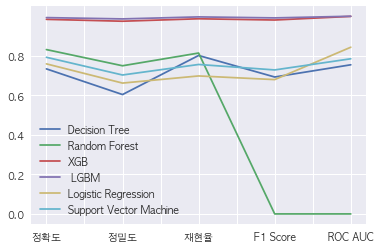 0.8
0.6
0.4
0.2
0.0
Decision Tree
Random Forest
XGB
LGBM
Logistic Regression
Support Vector Machine
정확도 정밀도 재현율 F1 Score ROC AUC